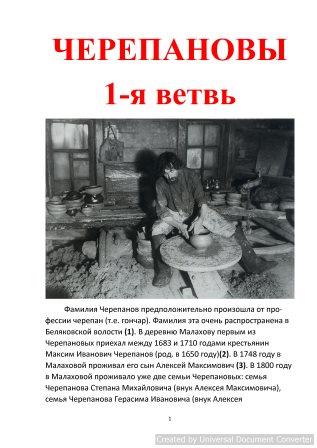 ЧЕРЕПАНОВЫ
1-я ветвь
Фамилия Черепанов предположительно произошла от про-
фессии черепан (т.е. гончар). Фамилия эта очень распространена в
Беляковской волости (1). В деревню Малахову первым из
Черепановых приехал между 1683 и 1710 годами крестьянин
Максим Иванович Черепанов (род. в 1650 году)(2). В 1748 году в
Малаховой проживал его сын Алексей Максимович (3). В 1800 году
в Малаховой проживало уже две семьи Черепановых: семья
Черепанова Степана Михайловича (внук Алексея Максимовича),
семья Черепанова Герасима Ивановича (внук Алексея
1
Created by Universal Document Converter